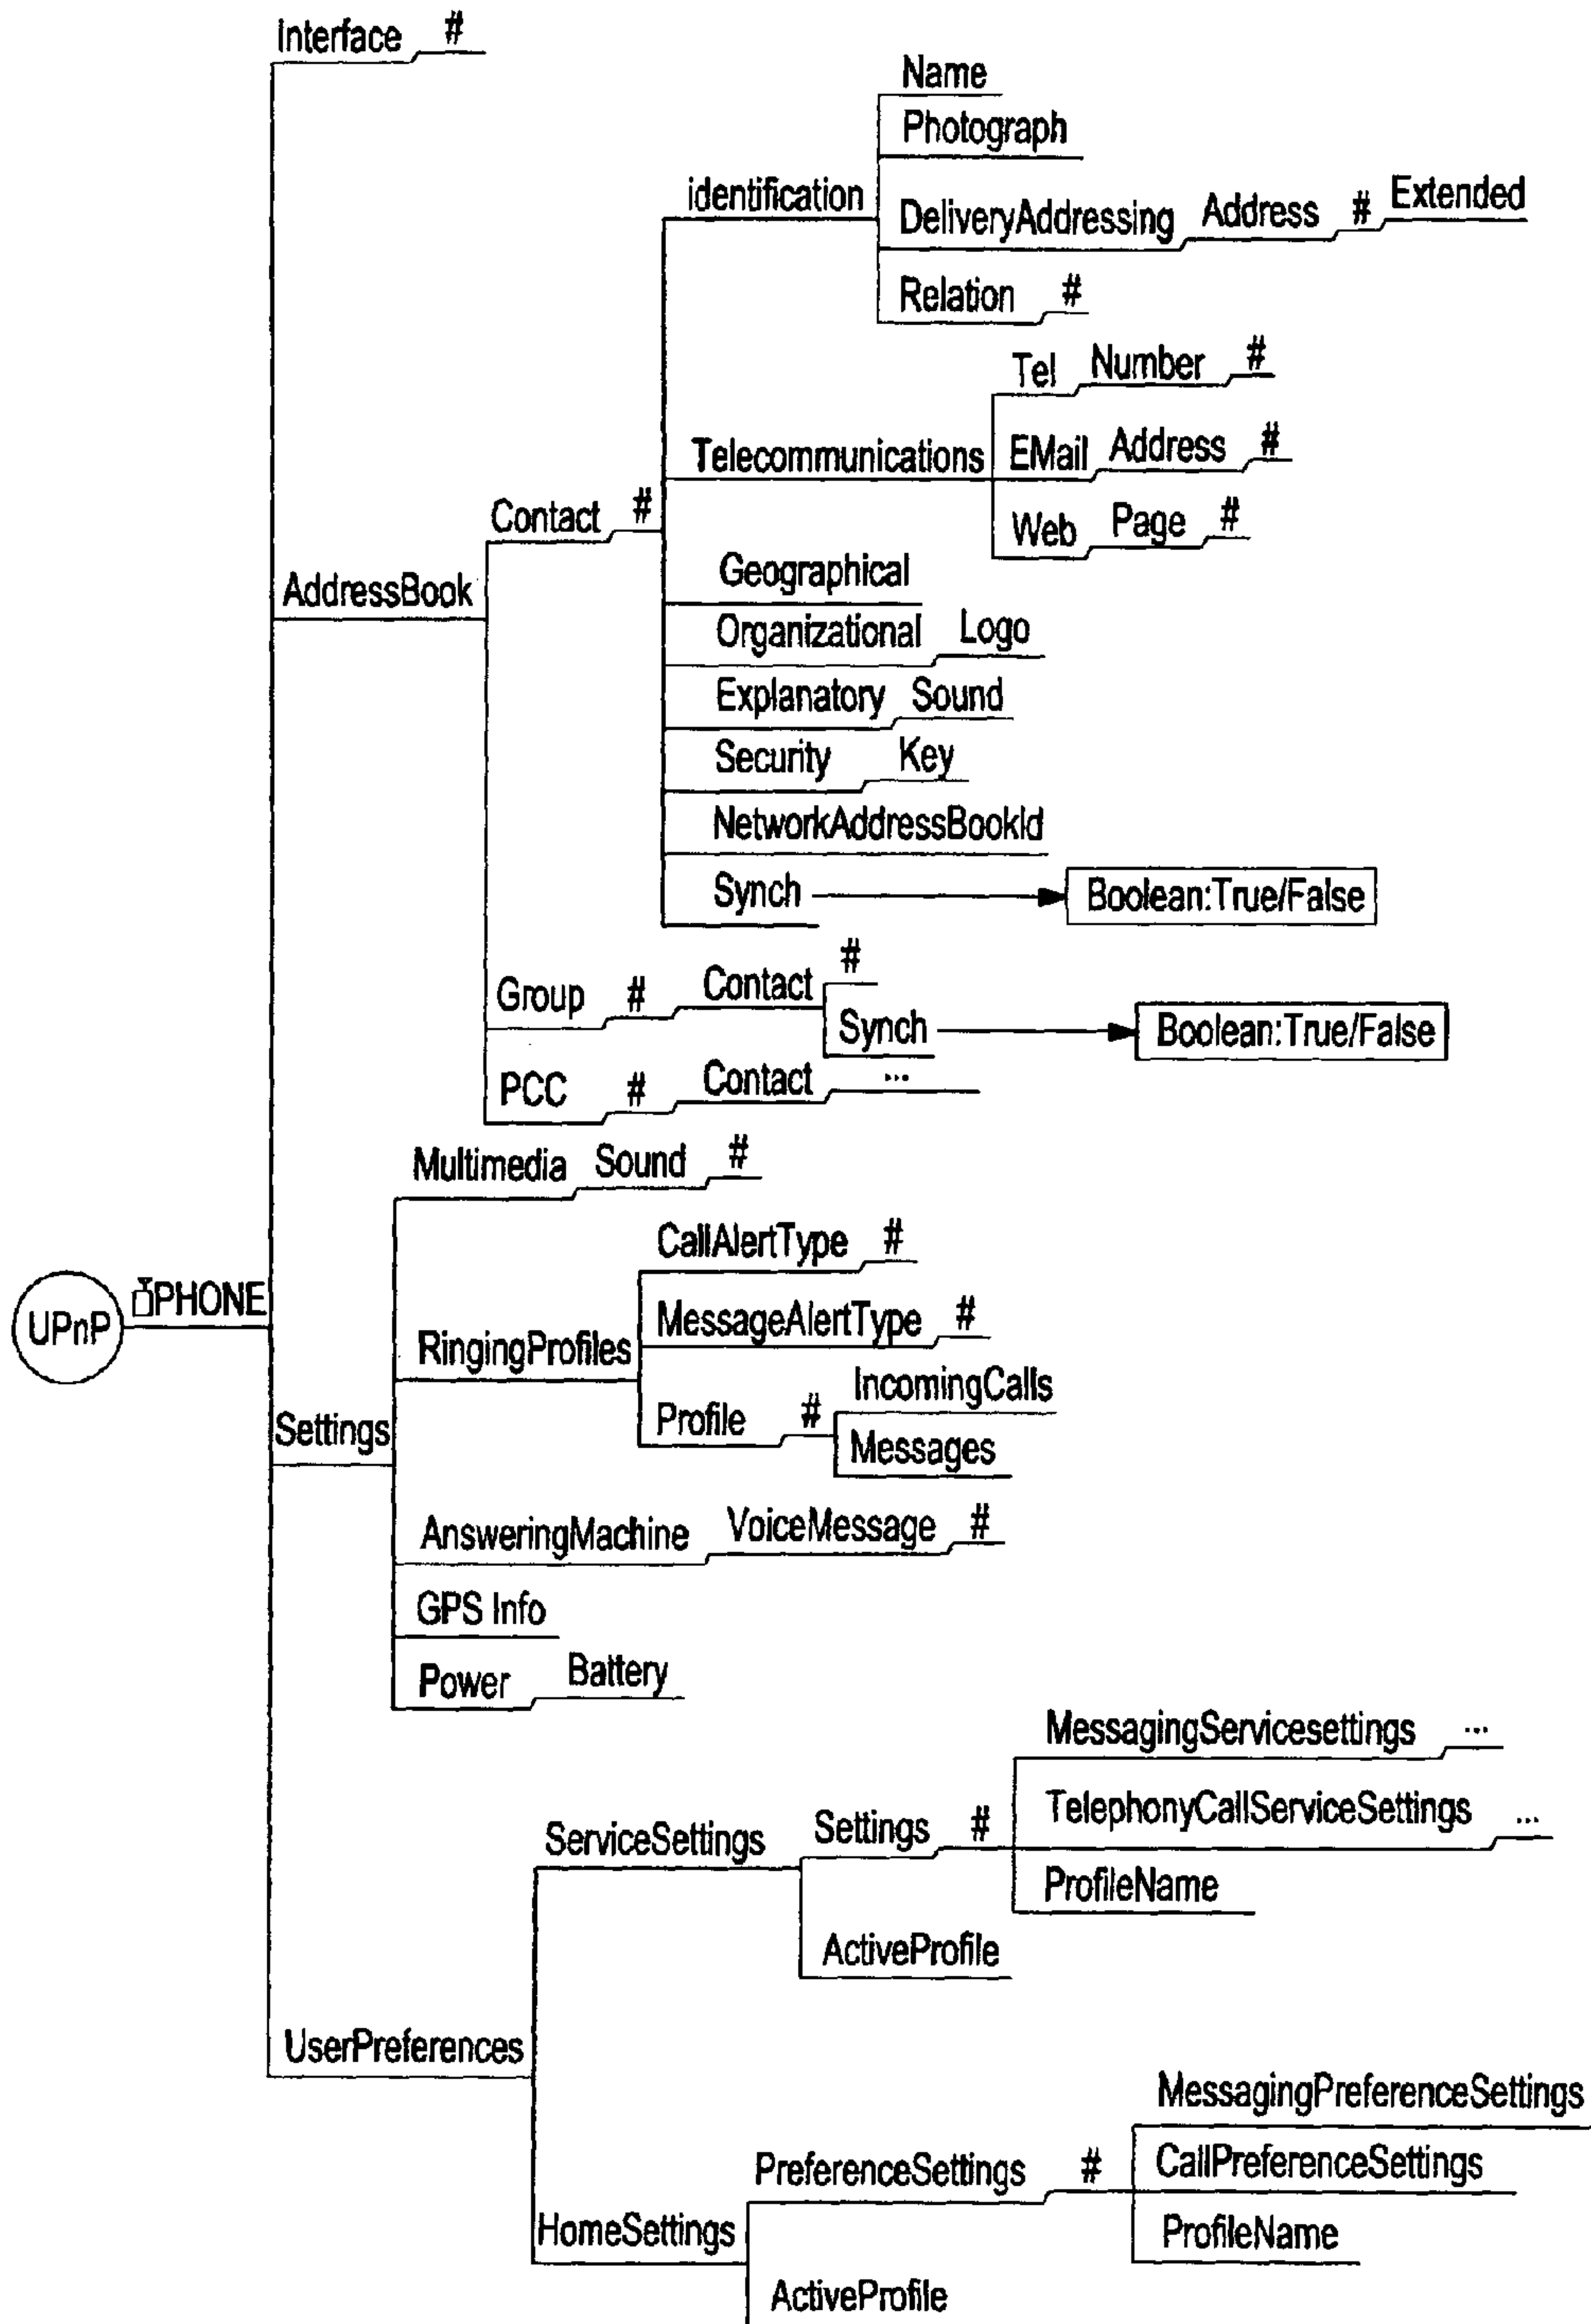 Interface #
Name
Photograph
identification
DeliveryAddressing Address # Extended
Relation #
Tel Number #
Telecommunications EMail Address #
Web Page #
Contact #
Geographical
AddressBook
Organizational Logo
Explanatory Sound
Security Key
NetworkAddressBookId
Synch Boolean:True/False
Group # Contact #
Synch Boolean:True/False
PCC # Contact ...
Multimedia Sound #
CallAlertType #
UPnP PHONE
MessageAlertType #
RingingProfiles
Profile # IncomingCalls
Messages
Settings
AnsweringMachine VoiceMessage #
GPS Info
Power Battery
MessagingServicesettings ...
TelephonyCallServiceSettings ...
ServiceSettings Settings #
ProfileName
ActiveProfile
UserPreferences
MessagingPreferenceSettings
PreferenceSettings # CallPreferenceSettings
HomeSettings ProfileName
ActiveProfile